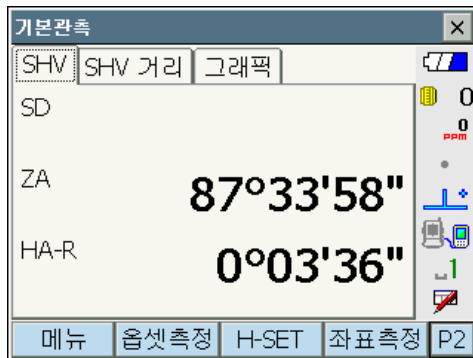 기본관측
SHV SHV 거리 그래픽
SD
0
0
PPM
ZA 87°33'58"
HA-R 0°03'36"
1
메뉴 옵셋측정 H-SET 좌표측정 P2